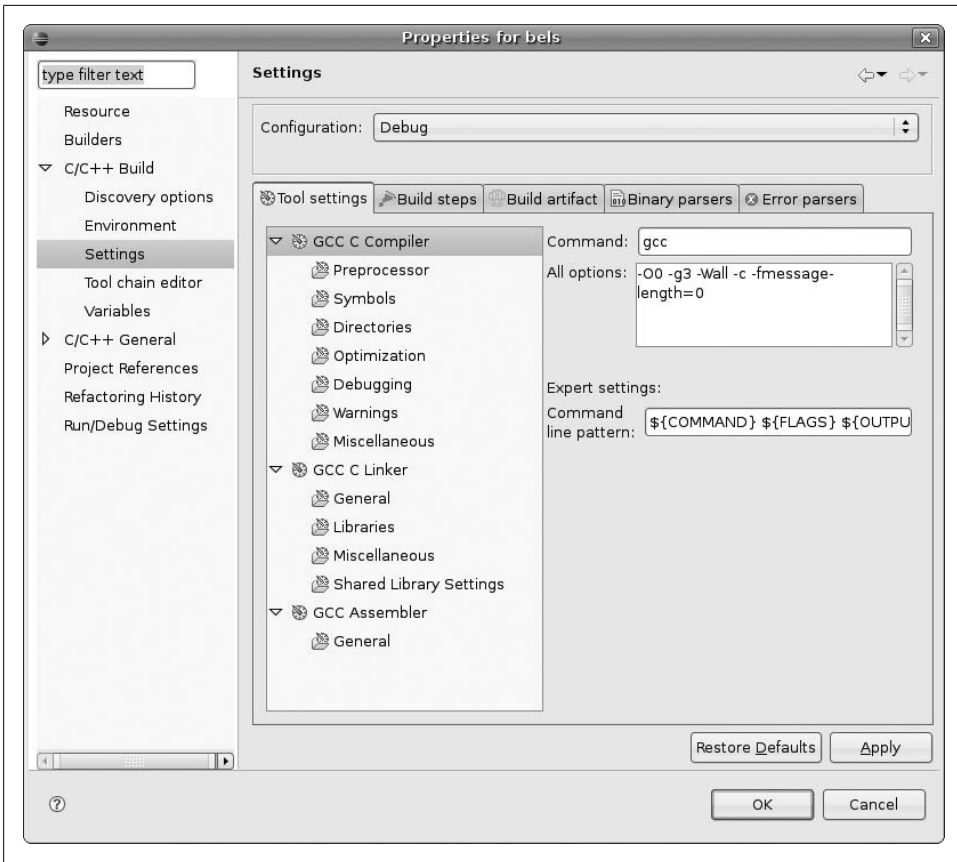 Properties for bels
type filter text
Resource
Builders
C/C++ Build
Discovery options
Environment
Settings
Tool chain editor
Variables
C/C++ General
Project References
Refactoring History
Run/Debug Settings
Settings
Configuration: Debug
Tool settings Build steps Build artifact Binary parsers Error parsers
GCC C Compiler
Preprocessor
Symbols
Directories
Optimization
Debugging
Warnings
Miscellaneous
GCC C Linker
General
Libraries
Miscellaneous
Shared Library Settings
GCC Assembler
General
Command: gcc
All options: -O0 -g3 -Wall -c -fmessage-
length=0
Expert settings:
Command
line pattern: ${COMMAND} ${FLAGS} ${OUTPU
Restore Defaults Apply
OK Cancel